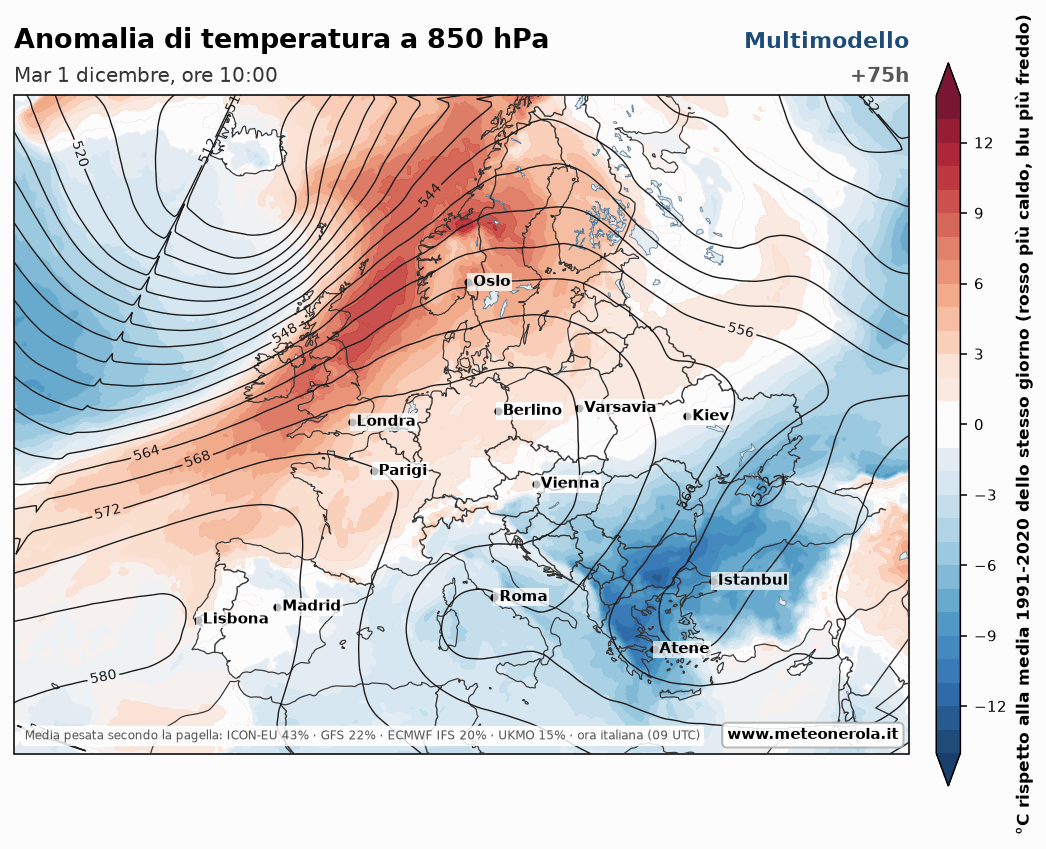 Anomalia di temperatura a 850 hPa
Multimodello
Mar 1 dicembre, ore 10:00
+75h
520
512
544
548
556
564
568
572
580
560
552
Oslo
Londra
Berlino
Varsavia
Kiev
Parigi
Vienna
Madrid
Lisbona
Roma
Istanbul
Atene
Media pesata secondo la pagella: ICON-EU 43% · GFS 22% · ECMWF IFS 20% · UKMO 15% · ora italiana (09 UTC)
www.meteonerola.it
12
9
6
3
0
−3
−6
−9
−12
°C rispetto alla media 1991-2020 dello stesso giorno (rosso più caldo, blu più freddo)